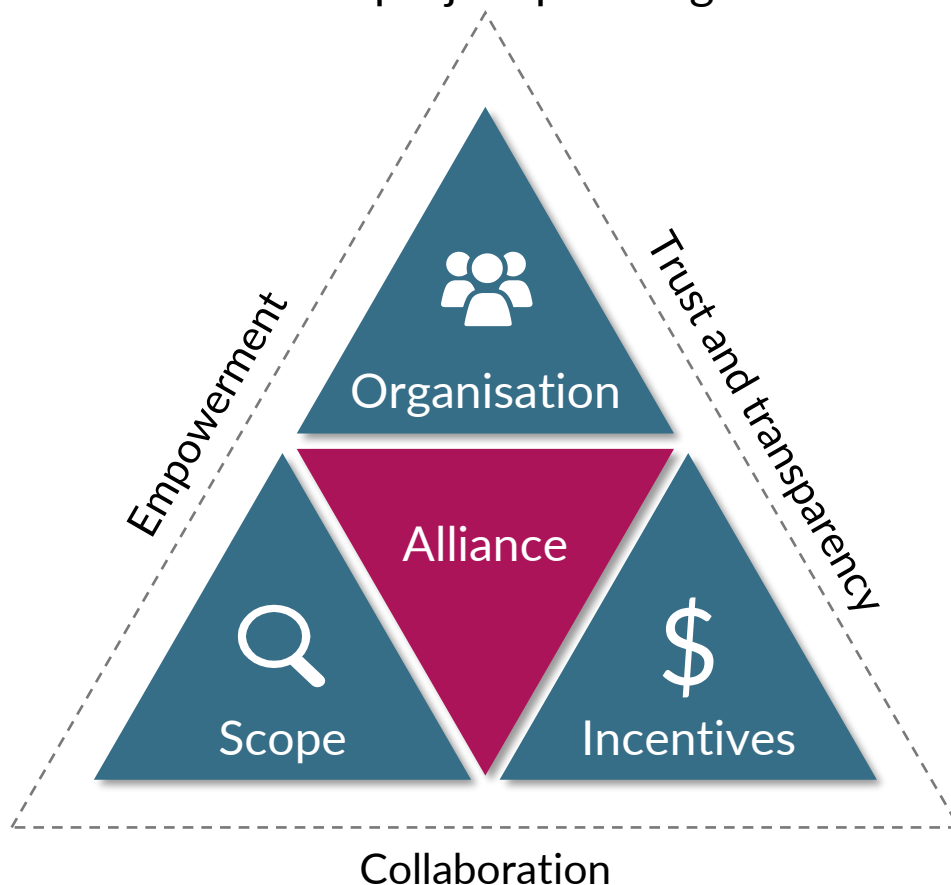 Organisation
Empowerment
Trust and transparency
Alliance
Scope
$
Incentives
Collaboration